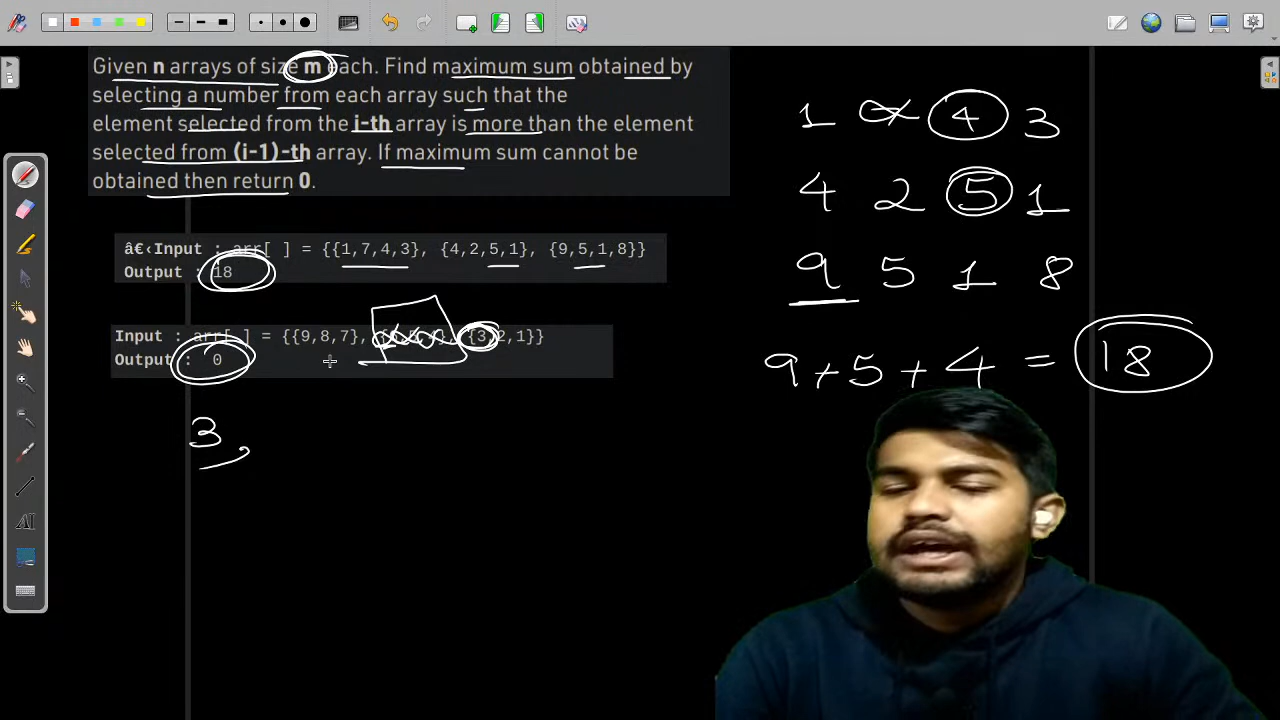 Given n arrays of size m each. Find maximum sum obtained by
selecting a number from each array such that the
element selected from the i-th array is more than the element
selected from (i-1)-th array. If maximum sum cannot be
obtained then return 0.
â€‹Input : arr[ ] = {{1,7,4,3}, {4,2,5,1}, {9,5,1,8}}
Output : 18
Input : arr[ ] = {{9,8,7}, {3,2,1}}
Output : 0
3,
1 4 3
4 2 5 1
9 5 1 8
9 + 5 + 4 = 18